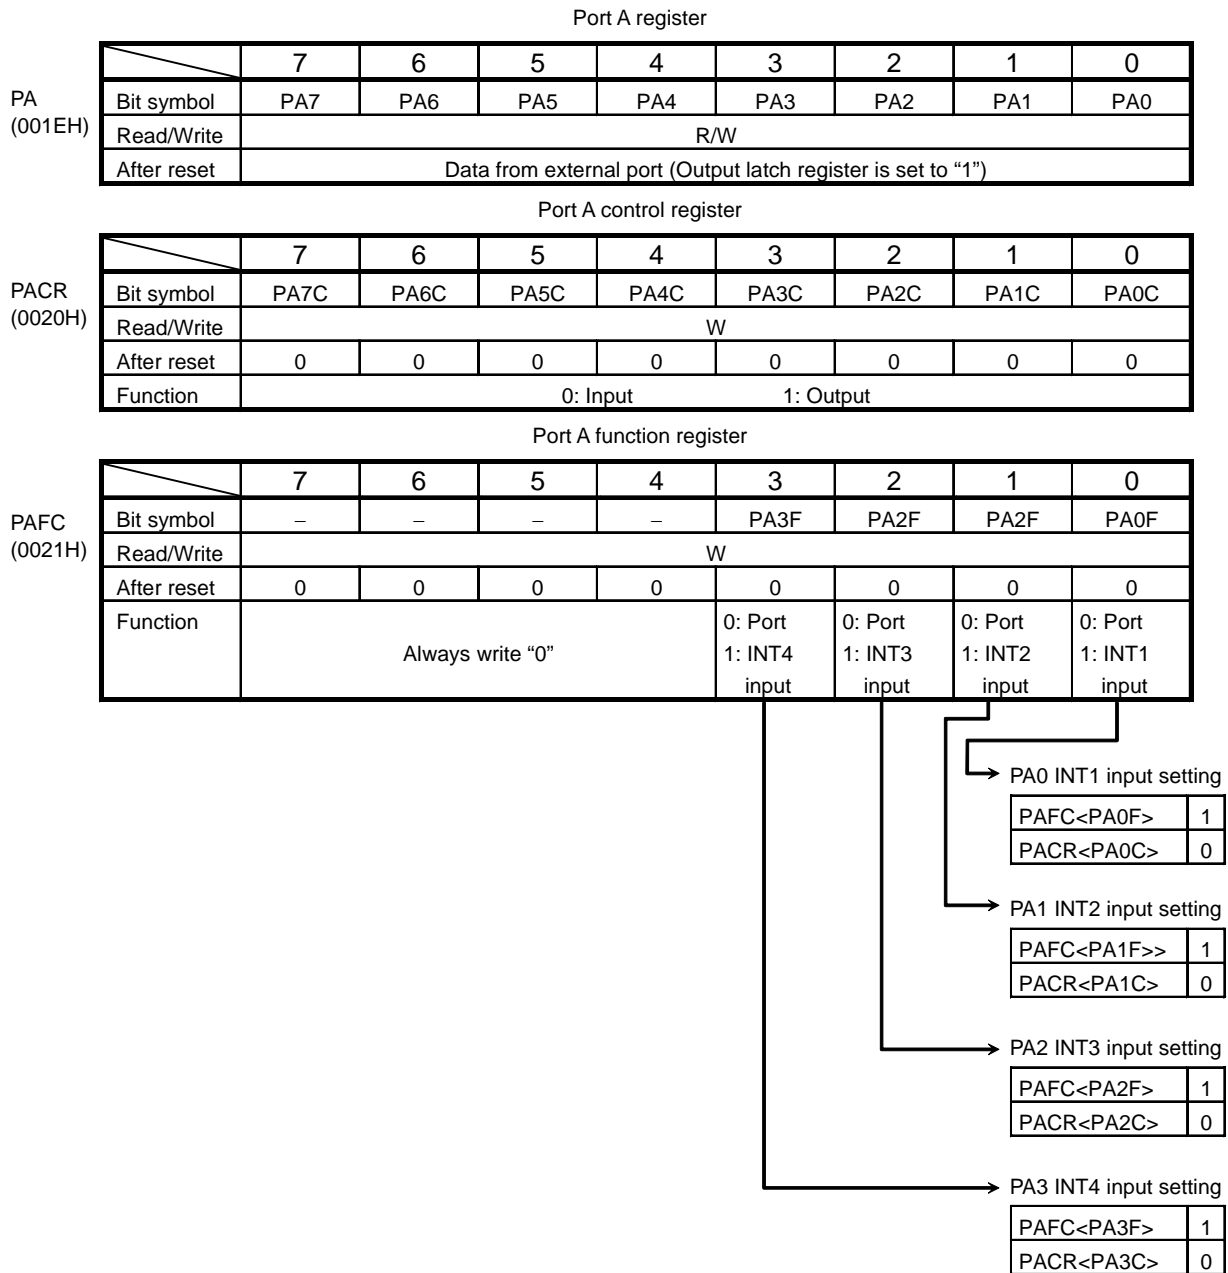 Port A register
7 6 5 4 3 2 1 0
PA
(001EH)
Bit symbol PA7 PA6 PA5 PA4 PA3 PA2 PA1 PA0
Read/Write R/W
After reset Data from external port (Output latch register is set to “1”)
Port A control register
7 6 5 4 3 2 1 0
PACR
(0020H)
Bit symbol PA7C PA6C PA5C PA4C PA3C PA2C PA1C PA0C
Read/Write W
After reset 0 0 0 0 0 0 0 0
Function 0: Input 1: Output
Port A function register
7 6 5 4 3 2 1 0
PAFC
(0021H)
Bit symbol – – – – PA3F PA2F PA2F PA0F
Read/Write W
After reset 0 0 0 0 0 0 0 0
Function 0: Port 0: Port 0: Port 0: Port
Always write “0” 1: INT4 1: INT3 1: INT2 1: INT1
input input input input
PA0 INT1 input setting
PAFC<PA0F> 1
PACR<PA0C> 0
PA1 INT2 input setting
PAFC<PA1F>> 1
PACR<PA1C> 0
PA2 INT3 input setting
PAFC<PA2F> 1
PACR<PA2C> 0
PA3 INT4 input setting
PAFC<PA3F> 1
PACR<PA3C> 0